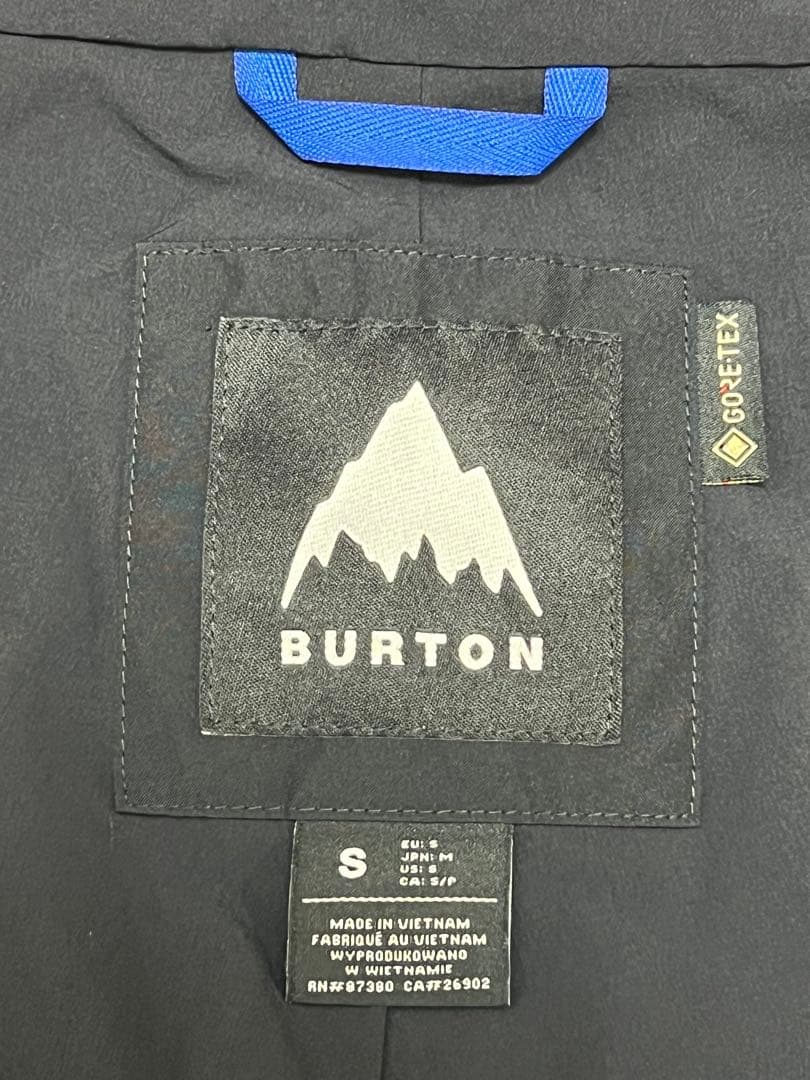 GORE-TEX
BURTON
S
EU: S
JPN: M
US: S
CA: S/P
MADE IN VIETNAM
FABRIQUÉ AU VIETNAM
WYPRODUKOWANO
W WIETNAMIE
RN#87380 CA#26902